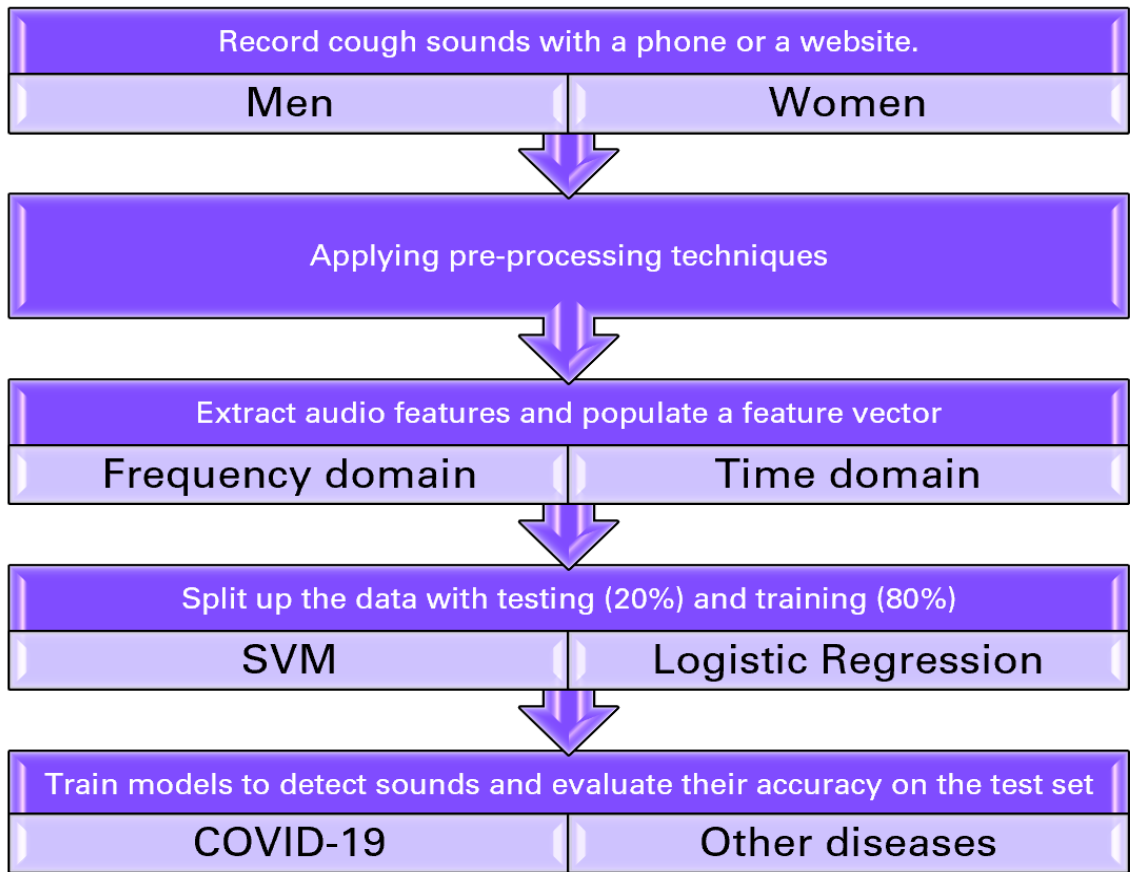 Record cough sounds with a phone or a website.
Men
Women
Applying pre-processing techniques
Extract audio features and populate a feature vector
Frequency domain
Time domain
Split up the data with testing (20%) and training (80%)
SVM
Logistic Regression
Train models to detect sounds and evaluate their accuracy on the test set
COVID-19
Other diseases